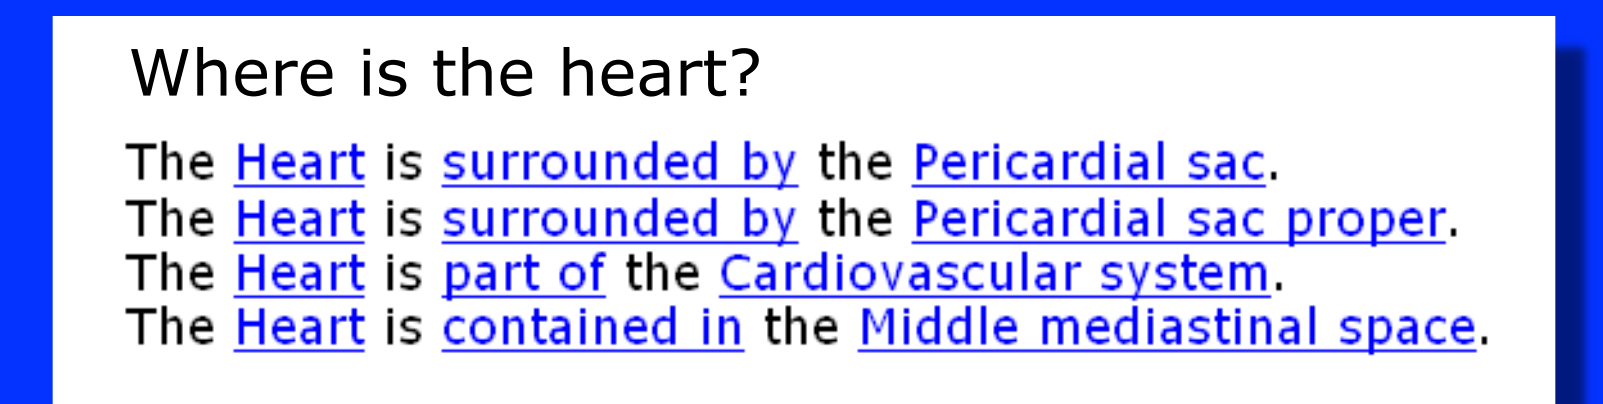 Where is the heart?
The Heart is surrounded by the Pericardial sac.
The Heart is surrounded by the Pericardial sac proper.
The Heart is part of the Cardiovascular system.
The Heart is contained in the Middle mediastinal space.